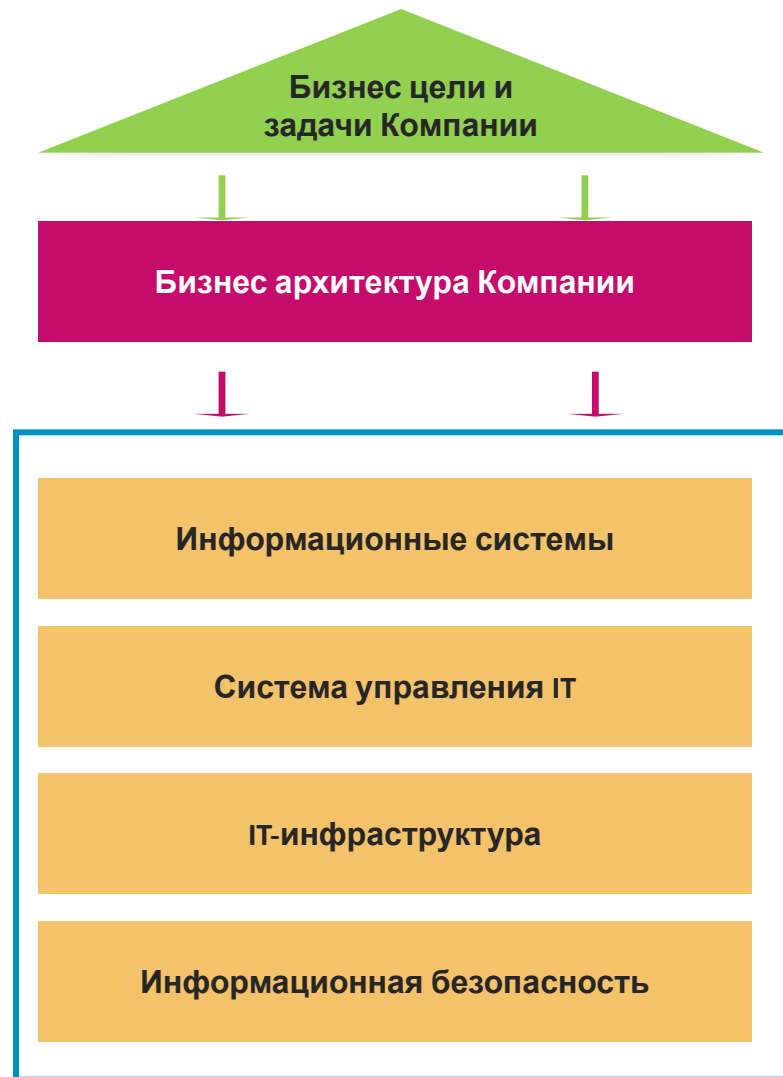 Бизнес цели и
задачи Компании
Бизнес архитектура Компании
Информационные системы
Система управления IT
IT-инфраструктура
Информационная безопасность